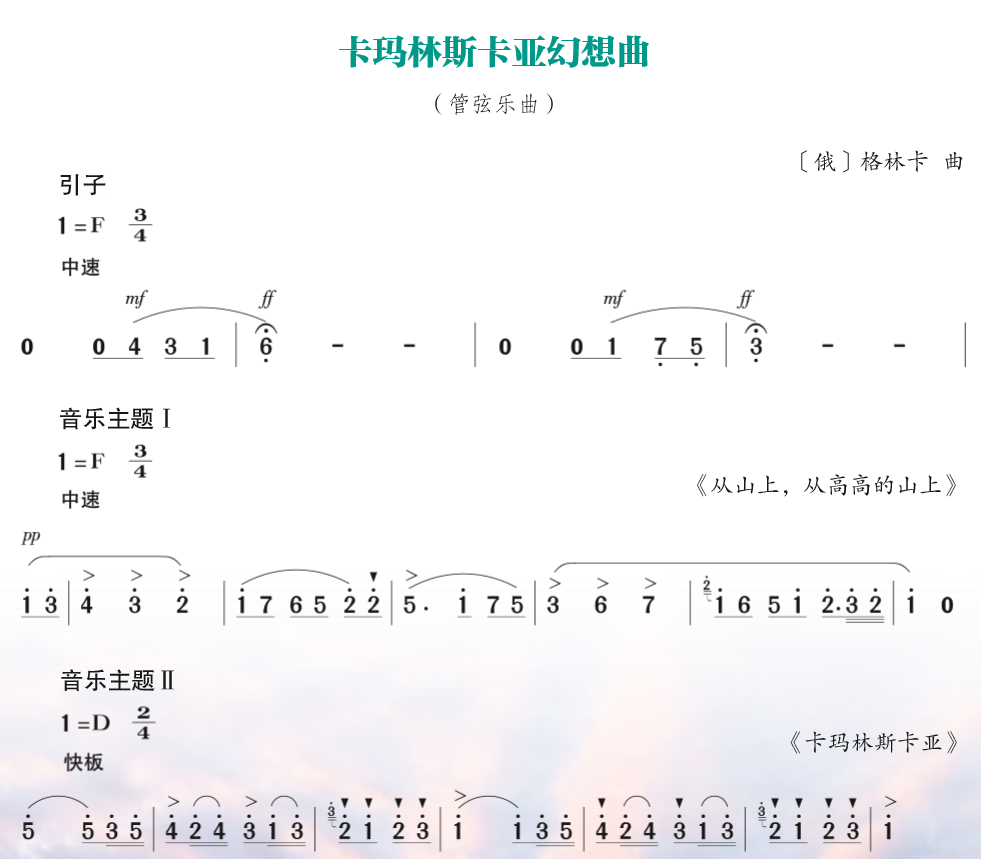 卡玛林斯卡亚幻想曲
（管弦乐曲）
〔俄〕格林卡 曲
引子
1=F 3/4
中速
mf ff mf ff
0 0 4 3 1 | 6̣ - - | 0 0 1 7̣ 5̣ | 3̣ - - |
音乐主题Ⅰ
1=F 3/4
中速
《从山上，从高高的山上》
pp
1̇ 3̇ | 4̇ 3̇ 2̇ | 1̇ 7 6 5 2̇ 2̇ | 5· 1̇ 7 5 | 3 6 7 | 2̇ 1̇ 6 5 1̇ 2̇· 3̇ 2̇ | 1̇ 0
音乐主题Ⅱ
1=D 2/4
快板
《卡玛林斯卡亚》
5̇ 5̇ 3̇ 5̇ | 4̇ 2̇ 4̇ 3̇ 1̇ 3̇ | 3̇ 2̇ 1̇ 2̇ 3̇ | 1̇ 1̇ 3̇ 5̇ | 4̇ 2̇ 4̇ 3̇ 1̇ 3̇ | 3̇ 2̇ 1̇ 2̇ 3̇ | 1̇